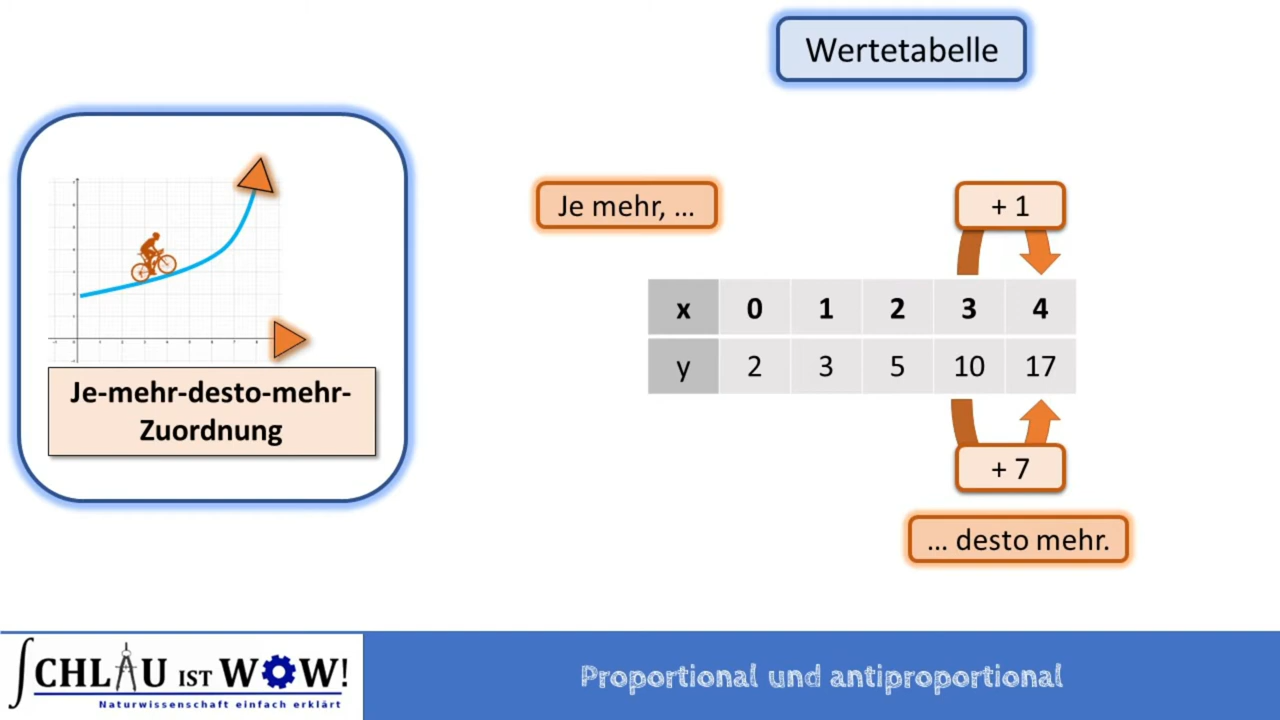 Wertetabelle
Je-mehr-desto-mehr-
Zuordnung
Je mehr, ...
+ 1
x 0 1 2 3 4
y 2 3 5 10 17
+ 7
... desto mehr.
SCHLAU IST WOW!
Naturwissenschaft einfach erklärt
Proportional und antiproportional